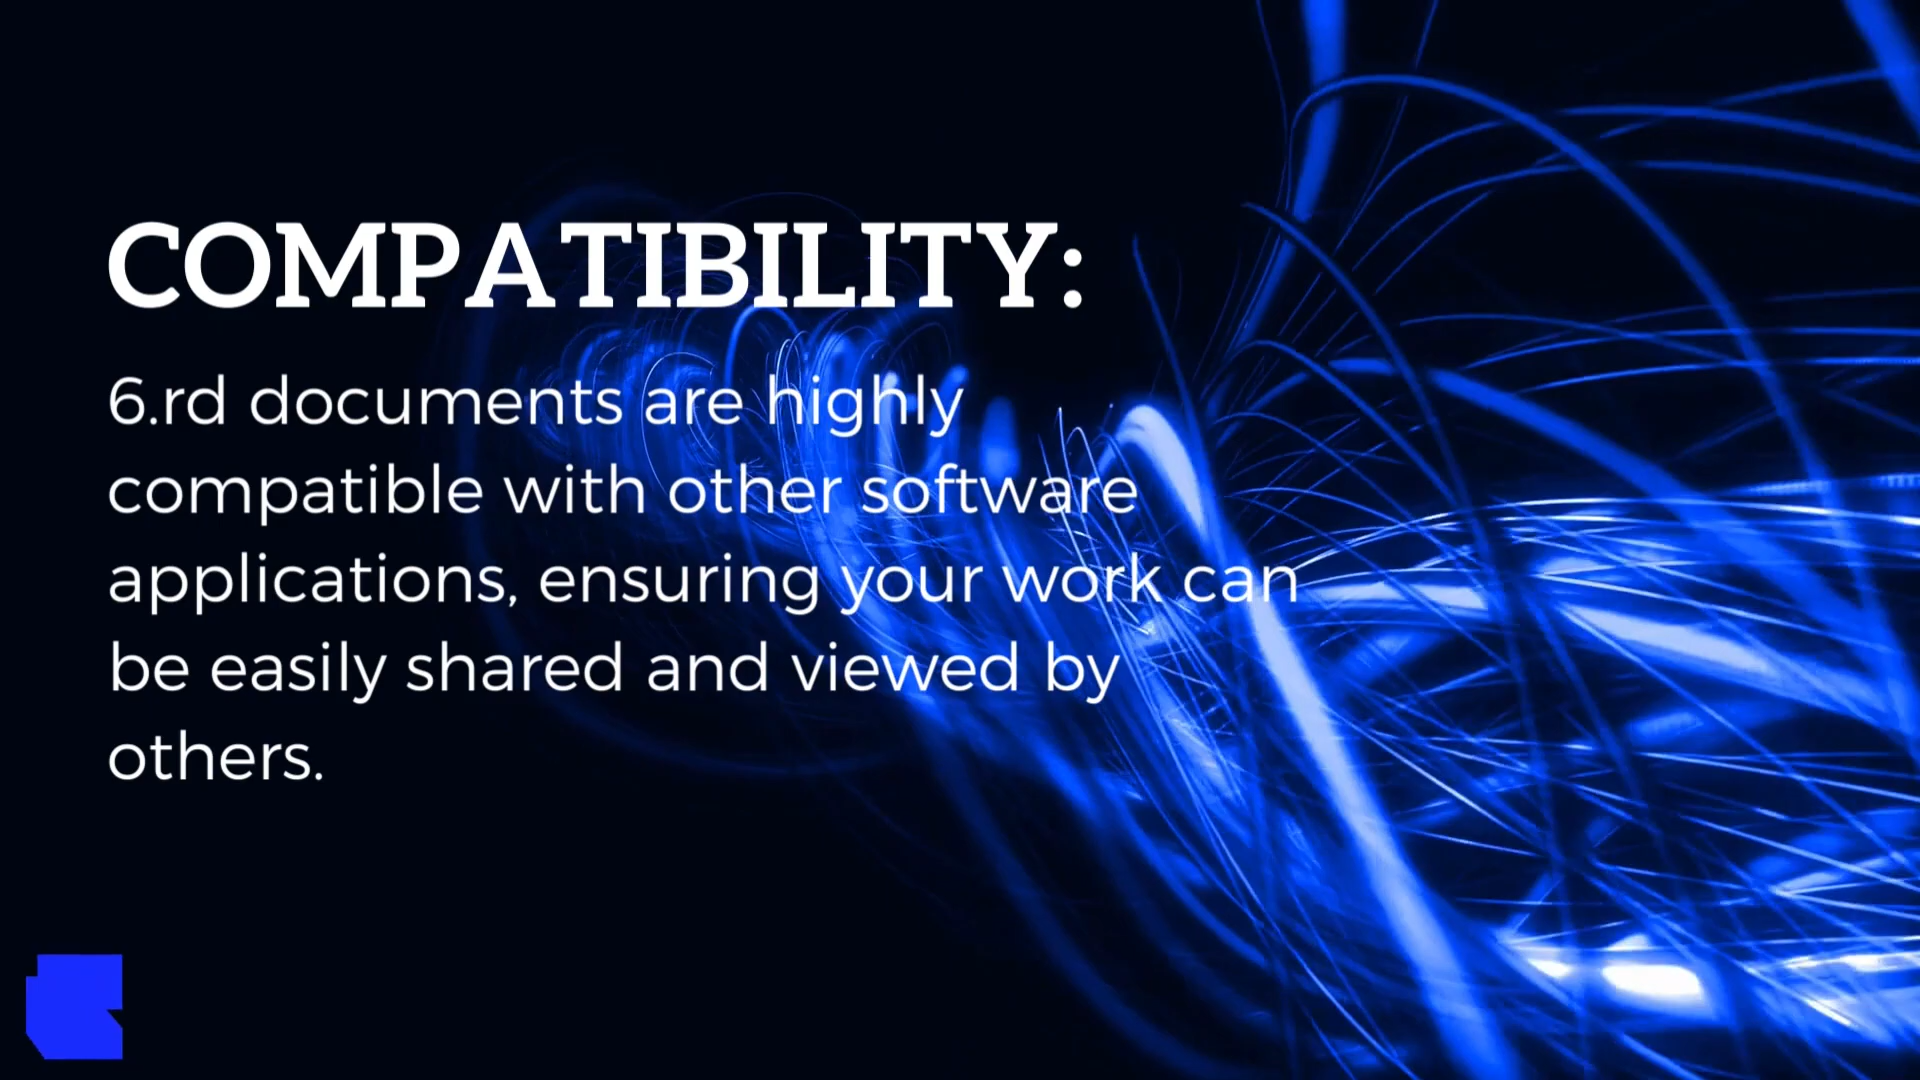 COMPATIBILITY:
6.rd documents are highly
compatible with other software
applications, ensuring your work can
be easily shared and viewed by
others.